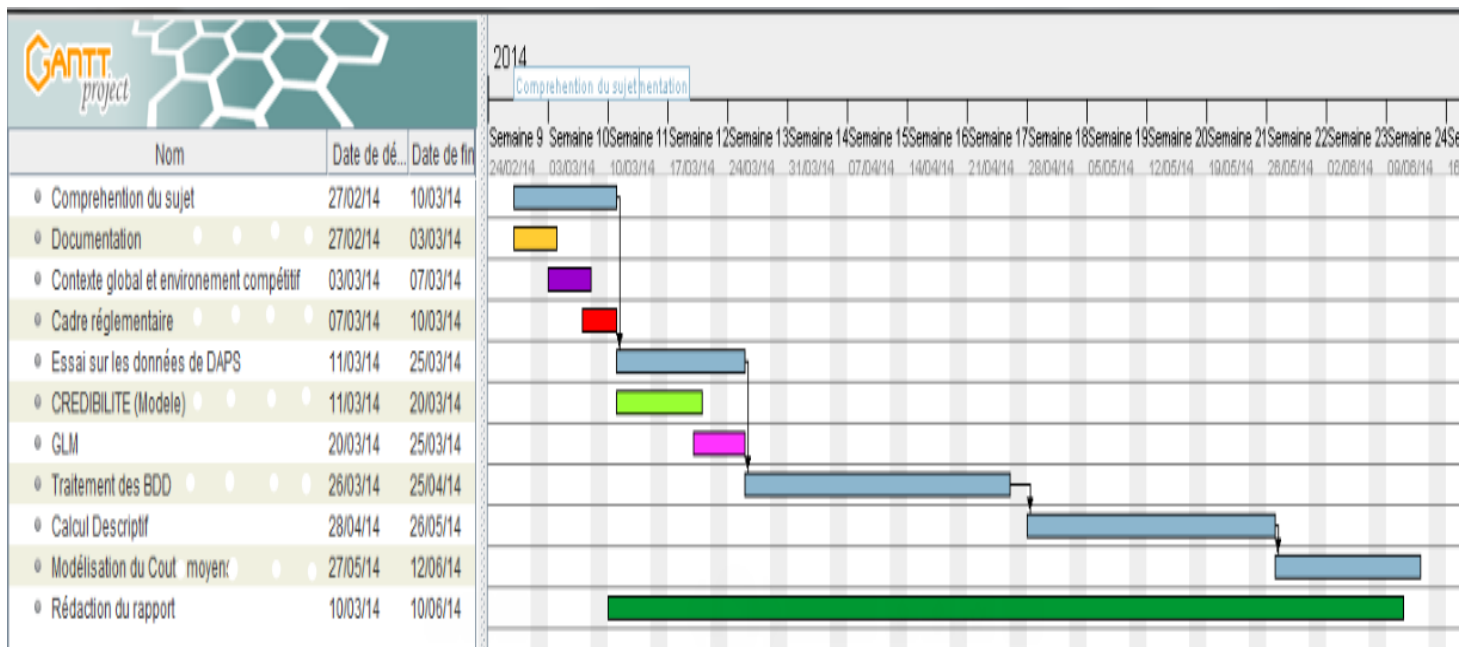 GANTT
project
2014
Comprehention du sujet mentation
Nom Date de dé... Date de fin
Semaine 9 Semaine 10 Semaine 11 Semaine 12 Semaine 13 Semaine 14 Semaine 15 Semaine 16 Semaine 17 Semaine 18 Semaine 19 Semaine 20 Semaine 21 Semaine 22 Semaine 23 Semaine 24 Se
24/02/14 03/03/14 10/03/14 17/03/14 24/03/14 31/03/14 07/04/14 14/04/14 21/04/14 28/04/14 05/05/14 12/05/14 19/05/14 26/05/14 02/06/14 09/06/14 16
Comprehention du sujet 27/02/14 10/03/14
Documentation 27/02/14 03/03/14
Contexte global et environement compétitif 03/03/14 07/03/14
Cadre réglementaire 07/03/14 10/03/14
Essai sur les données de DAPS 11/03/14 25/03/14
CREDIBILITE (Modele) 11/03/14 20/03/14
GLM 20/03/14 25/03/14
Traitement des BDD 26/03/14 25/04/14
Calcul Descriptif 28/04/14 26/05/14
Modélisation du Cout moyen 27/05/14 12/06/14
Rédaction du rapport 10/03/14 10/06/14